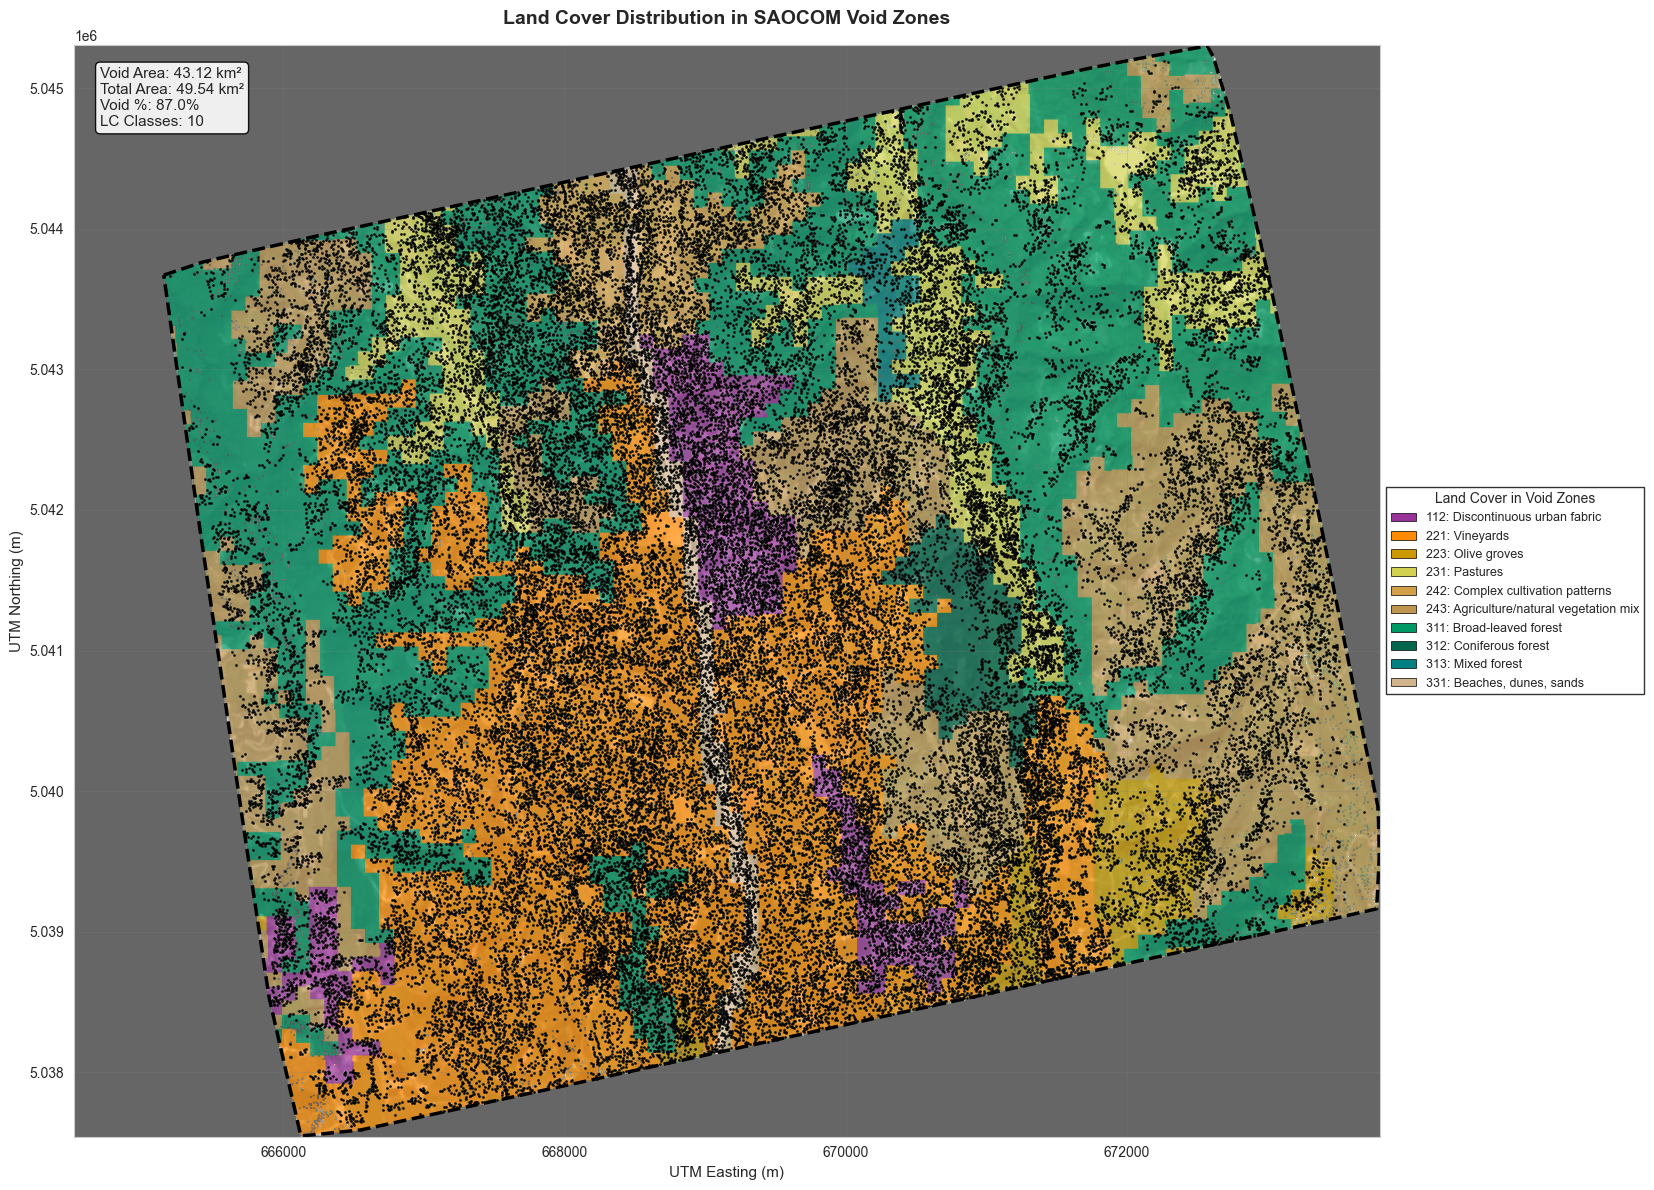 Land Cover Distribution in SAOCOM Void Zones
1e6
Void Area: 43.12 km²
Total Area: 49.54 km²
Void %: 87.0%
LC Classes: 10
5.045
5.044
5.043
5.042
5.041
5.040
5.039
5.038
UTM Northing (m)
666000
668000
670000
672000
UTM Easting (m)
Land Cover in Void Zones
112: Discontinuous urban fabric
221: Vineyards
223: Olive groves
231: Pastures
242: Complex cultivation patterns
243: Agriculture/natural vegetation mix
311: Broad-leaved forest
312: Coniferous forest
313: Mixed forest
331: Beaches, dunes, sands